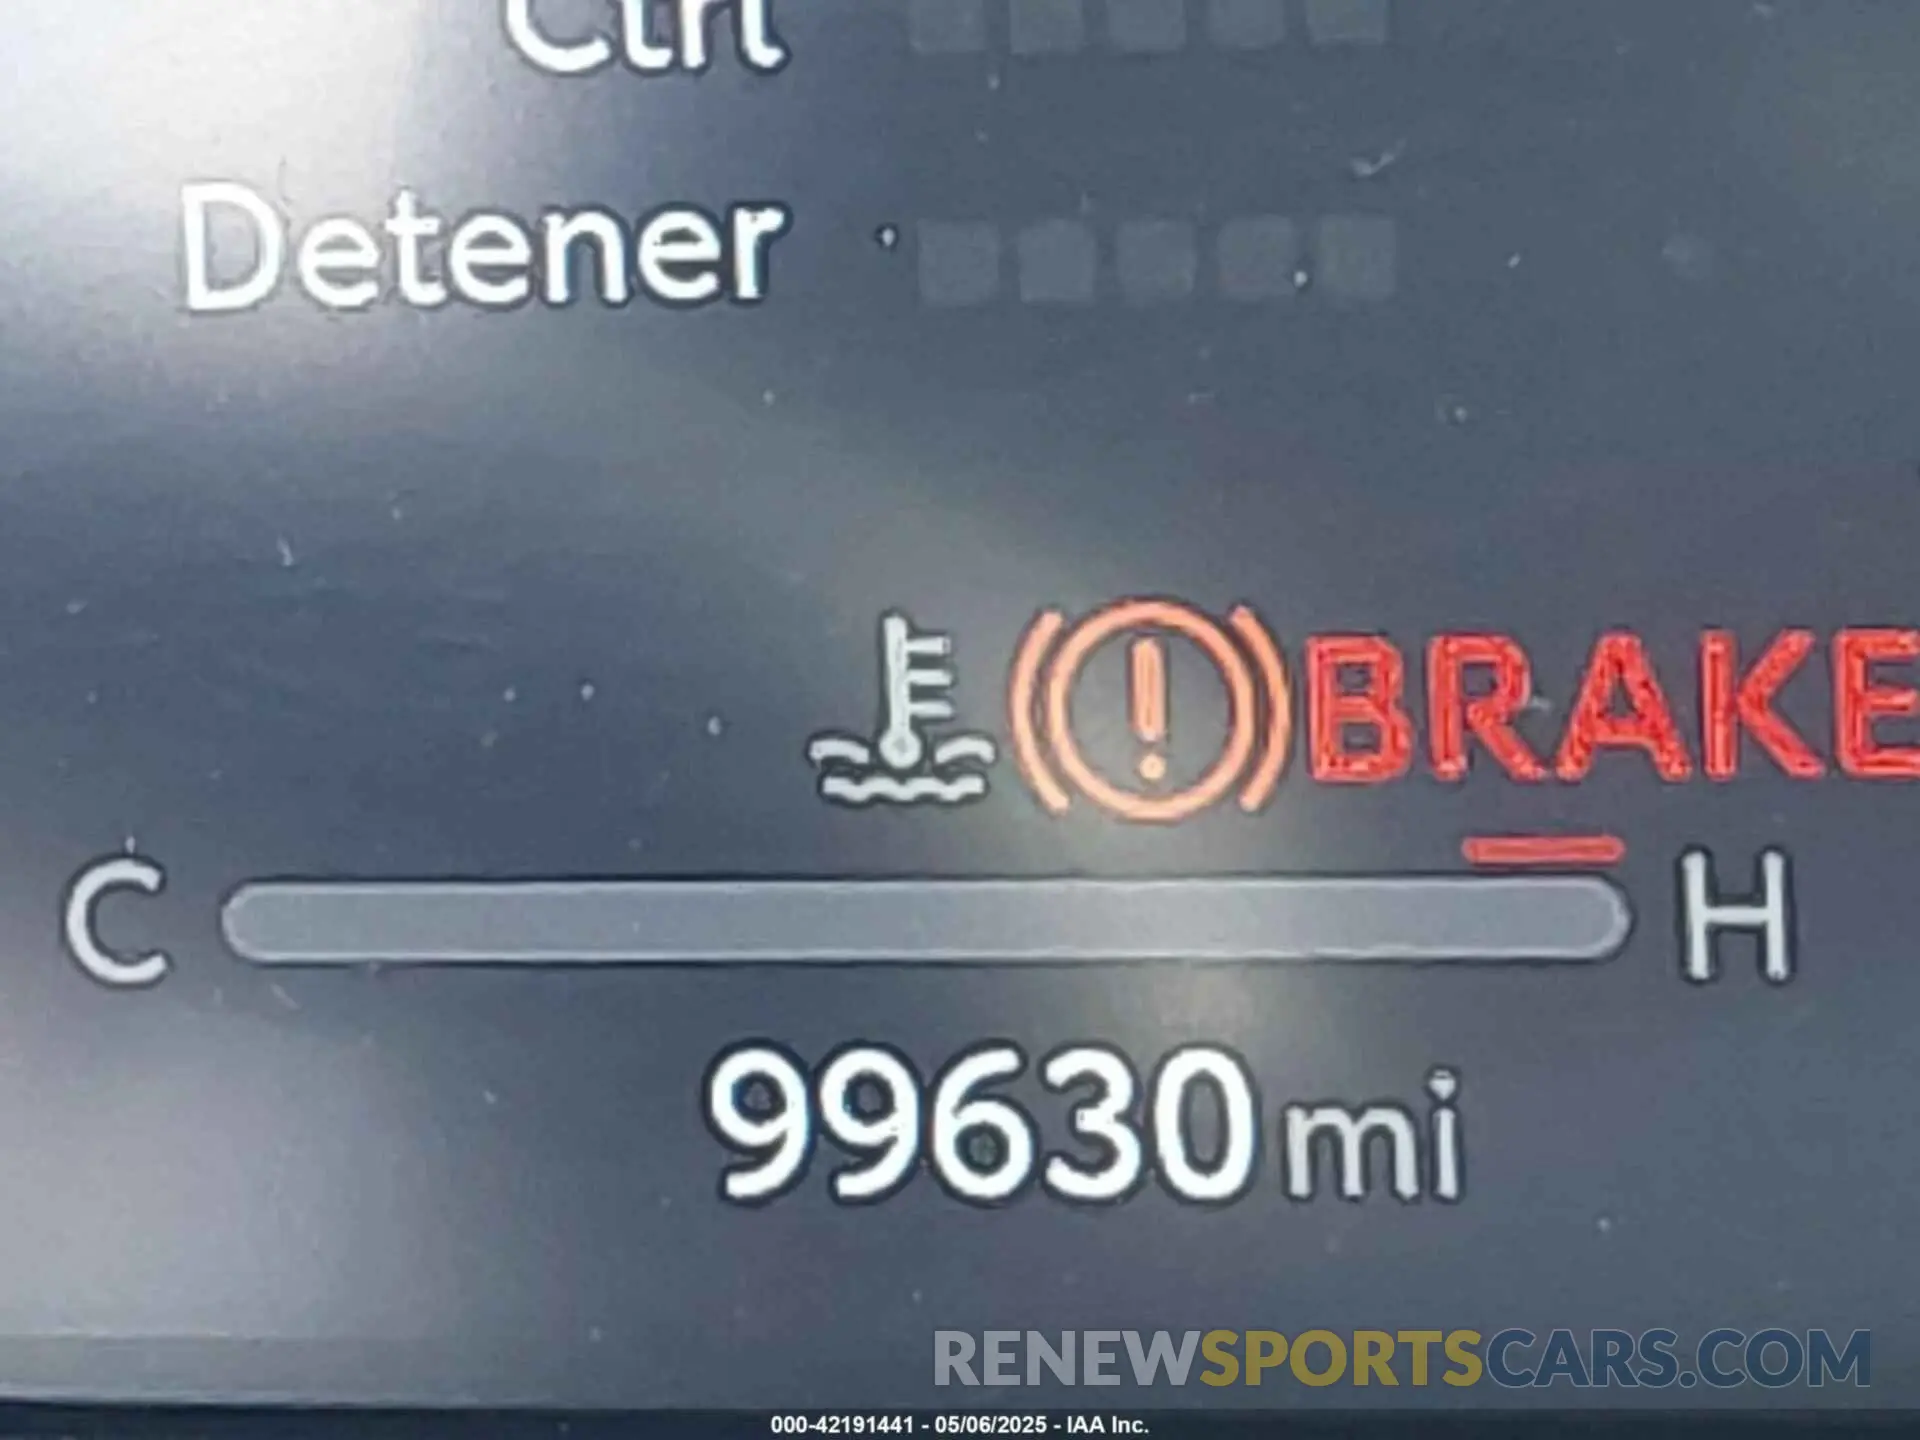 Ctrl
Detener
BRAKE
C H
99630 mi
RENEWSPORTSCARS.COM
000-42191441 - 05/06/2025 - IAA Inc.